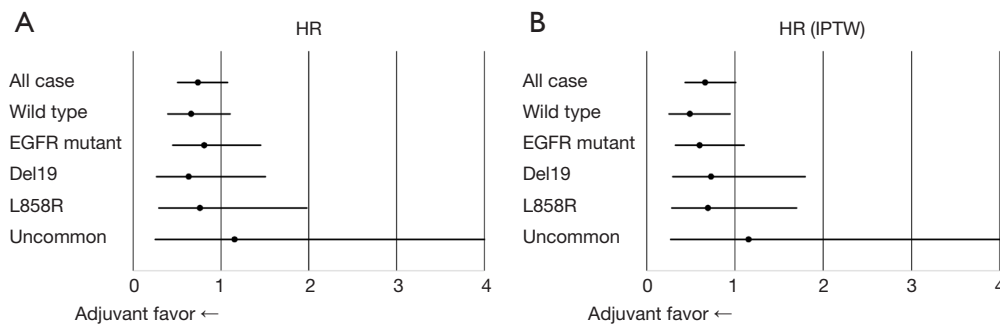 A
HR
All case
Wild type
EGFR mutant
Del19
L858R
Uncommon
0 1 2 3 4
Adjuvant favor ←
B
HR (IPTW)
All case
Wild type
EGFR mutant
Del19
L858R
Uncommon
0 1 2 3 4
Adjuvant favor ←